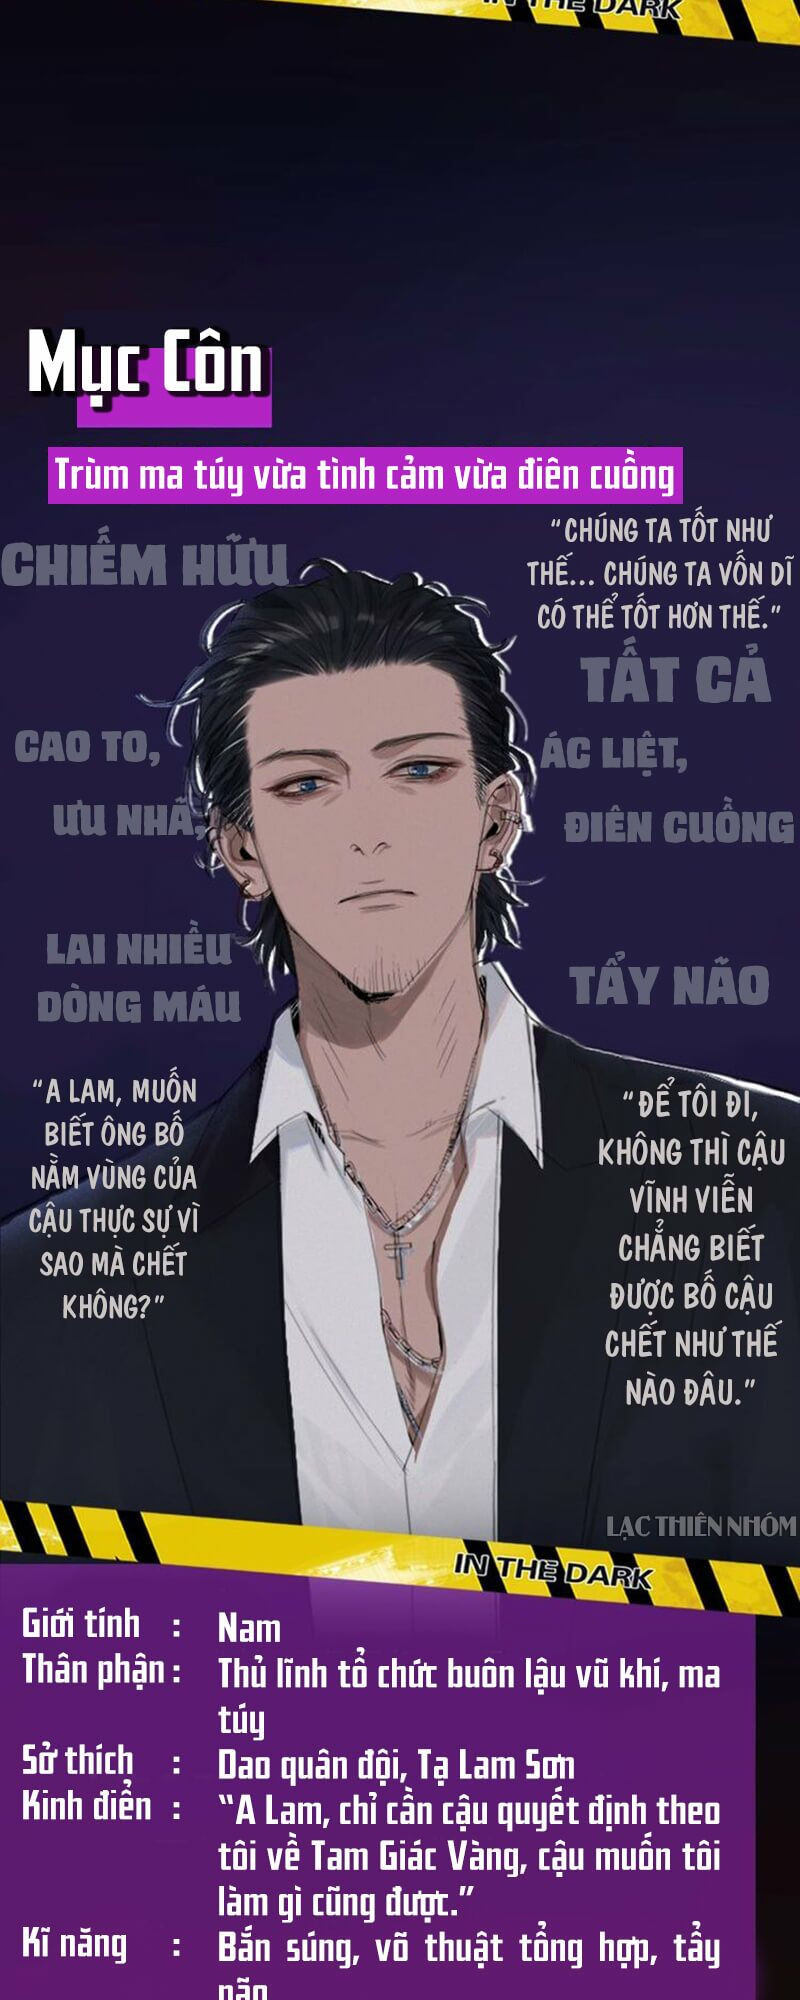 IN THE DARK
Mục Côn
Trùm ma túy vừa tình cảm vừa điên cuồng
"CHÚNG TA TỐT NHƯ
THẾ... CHÚNG TA VỐN DĨ
CÓ THỂ TỐT HƠN THẾ."
CHIẾM HỮU
TẤT CẢ
CAO TO,
ƯU NHÃ,
ÁC LIỆT,
ĐIÊN CUỒNG
LAI NHIỀU
DÒNG MÁU
TẨY NÃO
"A LAM, MUỐN
BIẾT ÔNG BỐ
NẰM VÙNG CỦA
CẬU THỰC SỰ VÌ
SAO MÀ CHẾT
KHÔNG?"
"ĐỂ TÔI ĐI,
KHÔNG THÌ CẬU
VĨNH VIỄN
CHẲNG BIẾT
ĐƯỢC BỐ CẬU
CHẾT NHƯ THẾ
NÀO ĐÂU."
LẠC THIÊN NHÓM
IN THE DARK
Giới tính : Nam
Thân phận : Thủ lĩnh tổ chức buôn lậu vũ khí, ma
túy
Sở thích : Dao quân đội, Tạ Lam Sơn
Kinh điển : "A Lam, chỉ cần cậu quyết định theo
tôi về Tam Giác Vàng, cậu muốn tôi
làm gì cũng được."
Kĩ năng : Bắn súng, võ thuật tổng hợp, tẩy
não